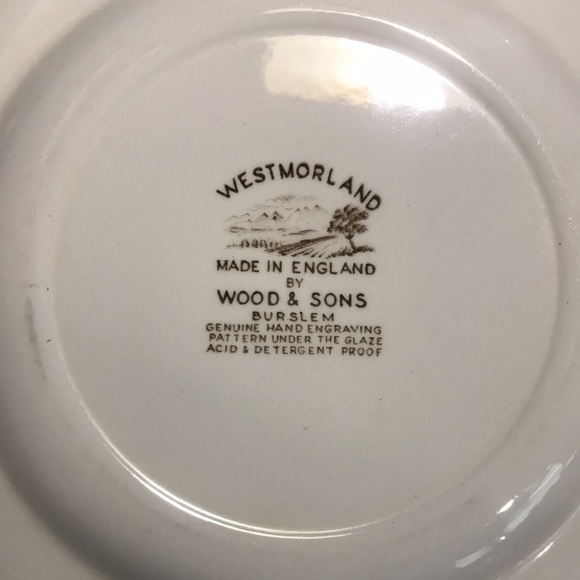 WESTMORLAND
MADE IN ENGLAND
BY
WOOD & SONS
BURSLEM
GENUINE HAND ENGRAVING
PATTERN UNDER THE GLAZE
ACID & DETERGENT PROOF